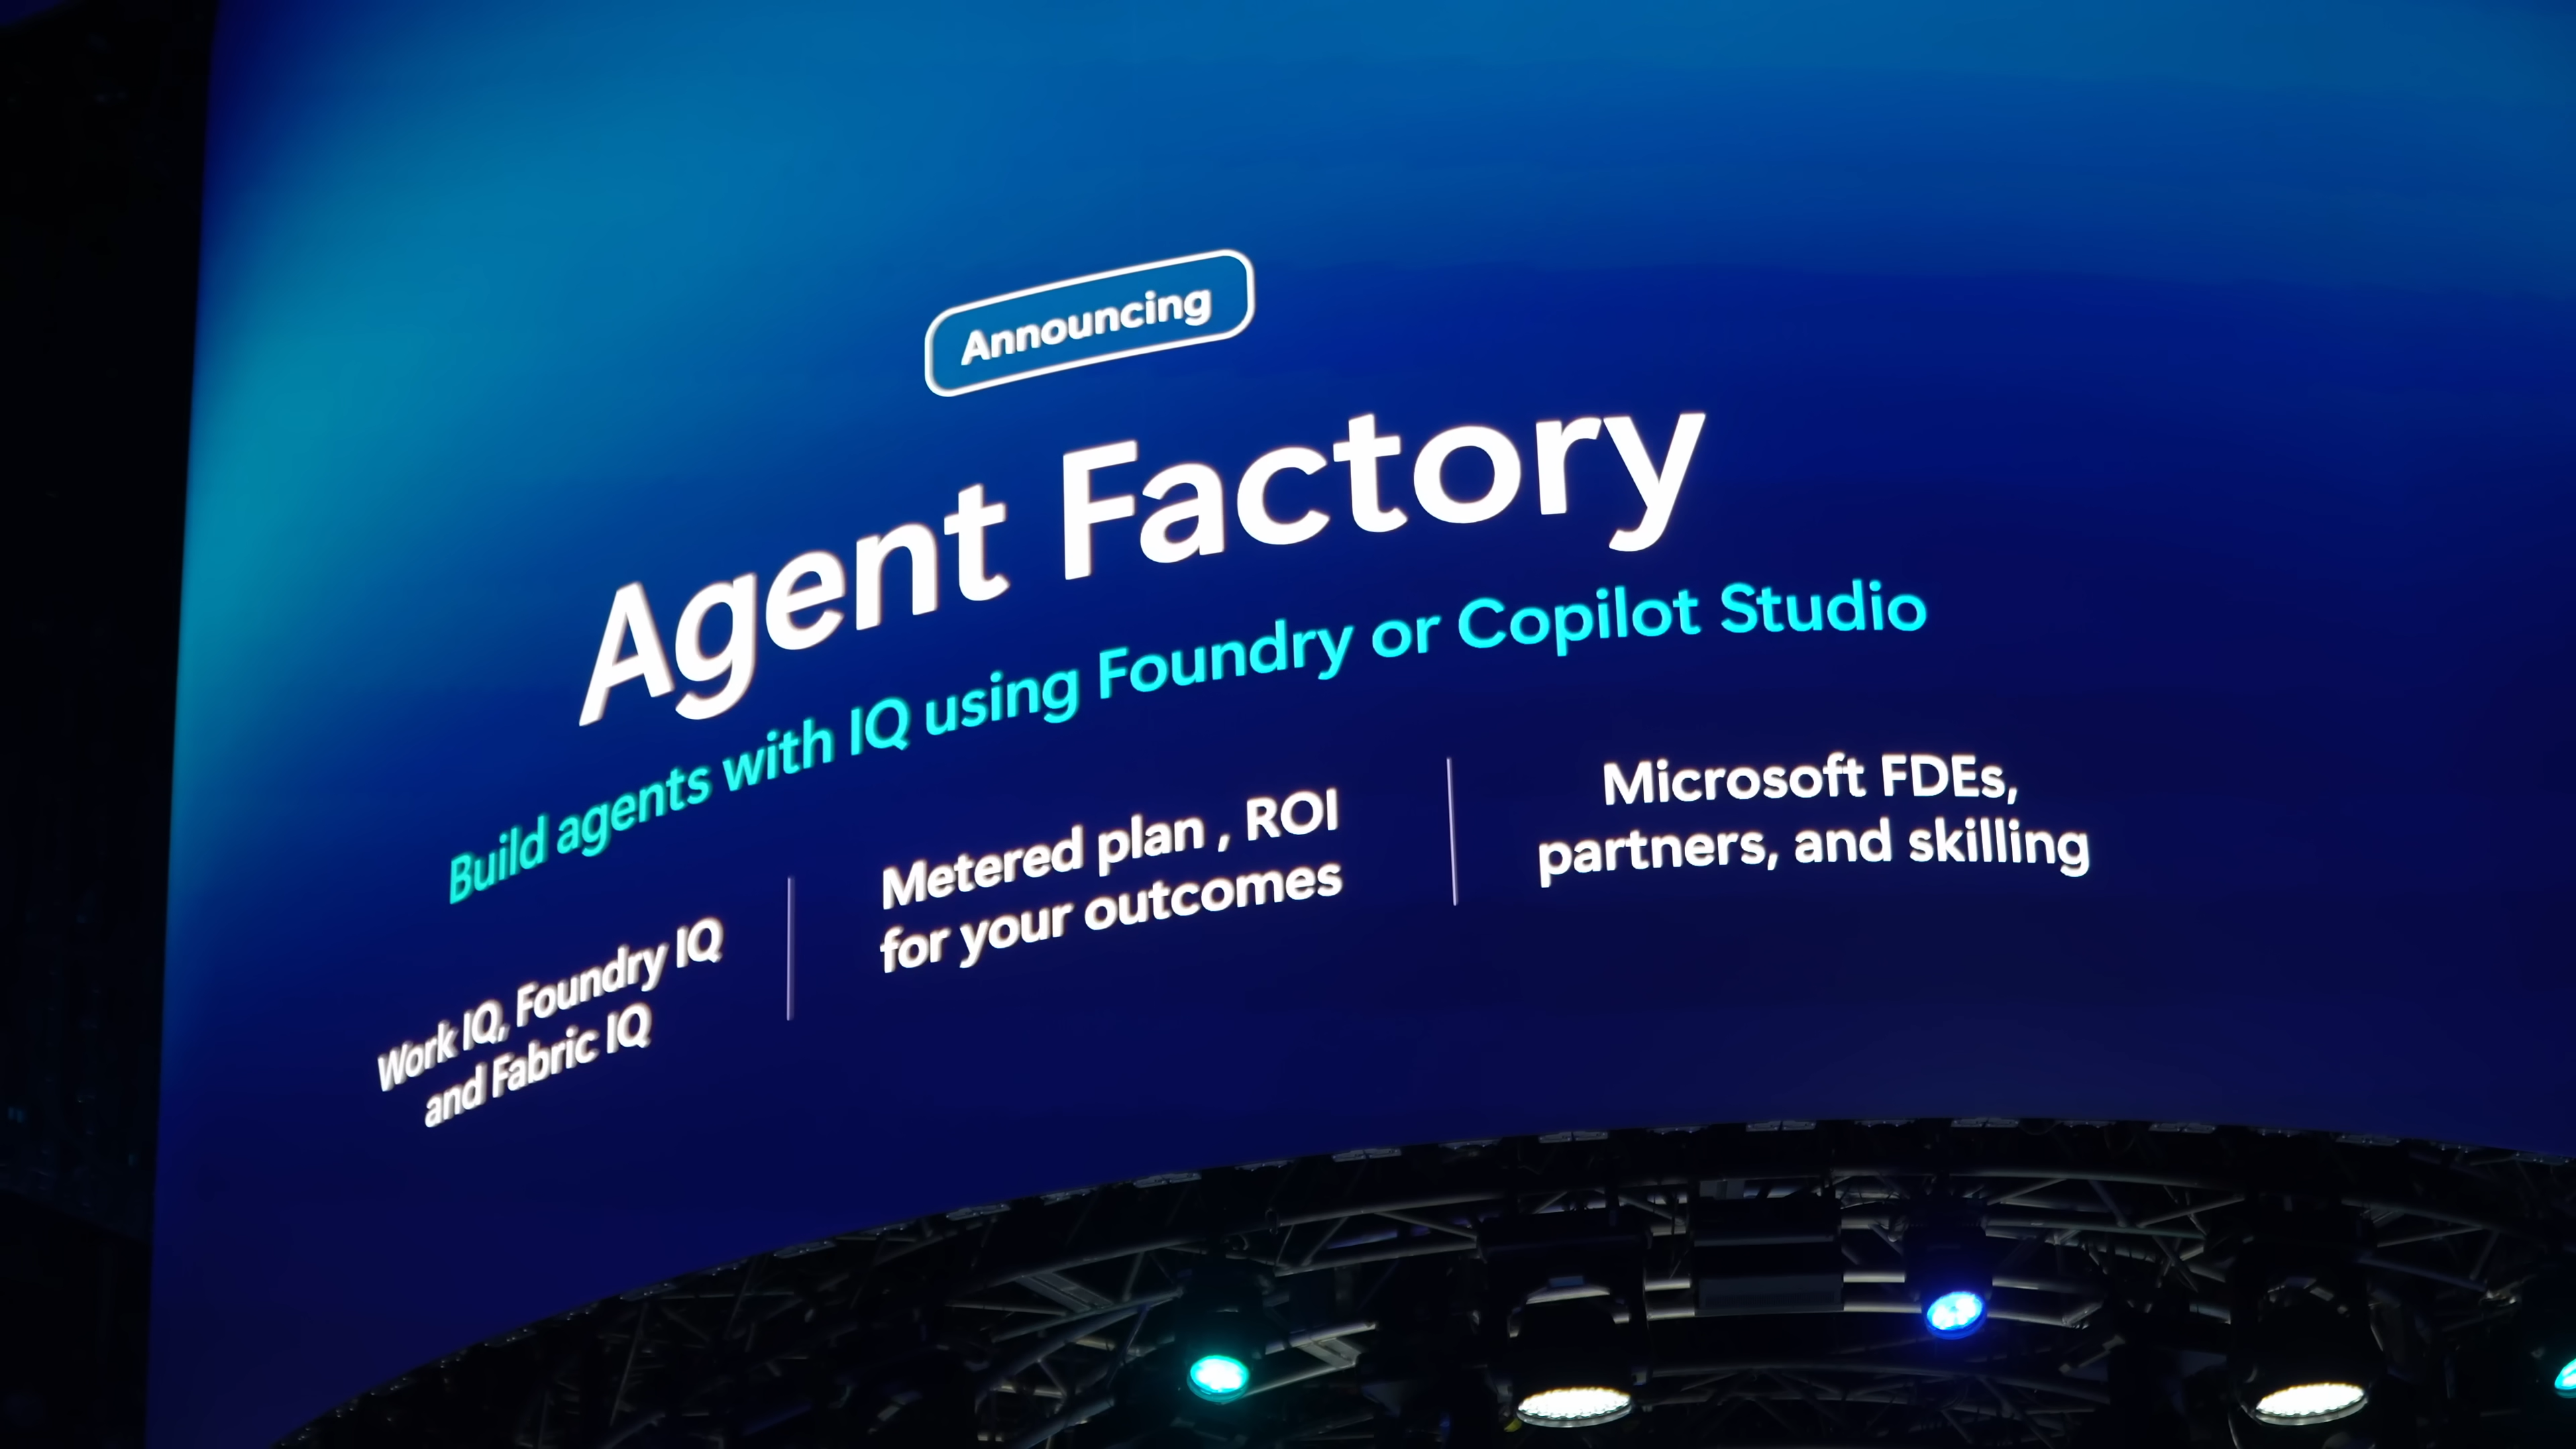 Announcing
Agent Factory
Build agents with IQ using Foundry or Copilot Studio
Work IQ, Foundry IQ
and Fabric IQ
Metered plan , ROI
for your outcomes
Microsoft FDEs,
partners, and skilling